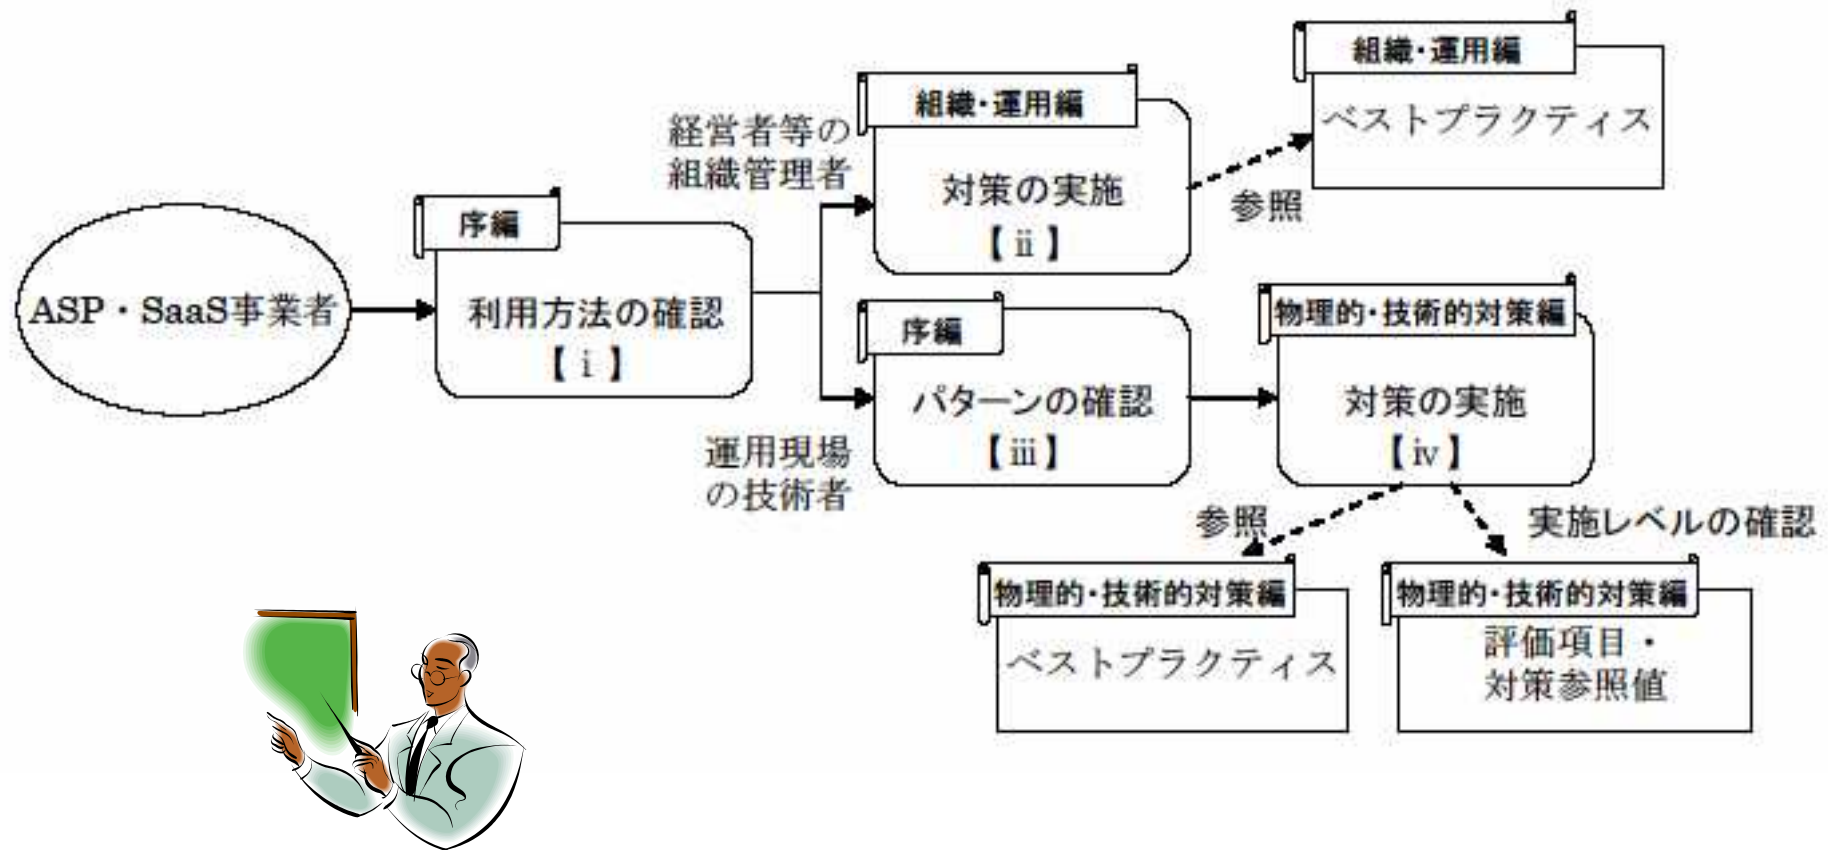 ASP・SaaS事業者
序編
利用方法の確認
【ⅰ】
経営者等の
組織管理者
組織・運用編
対策の実施
【ⅱ】
参照
組織・運用編
ベストプラクティス
運用現場
の技術者
序編
パターンの確認
【ⅲ】
物理的・技術的対策編
対策の実施
【ⅳ】
参照
実施レベルの確認
物理的・技術的対策編
ベストプラクティス
物理的・技術的対策編
評価項目・
対策参照値